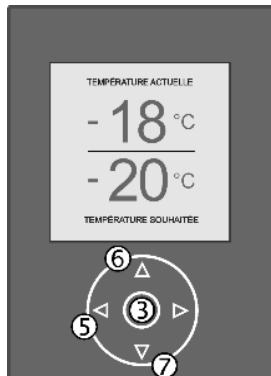 TEMPÉRATURE ACTUELLE
- 18 °C
- 20 °C
TEMPÉRATURE SOUHAITÉE
6
3
5
7